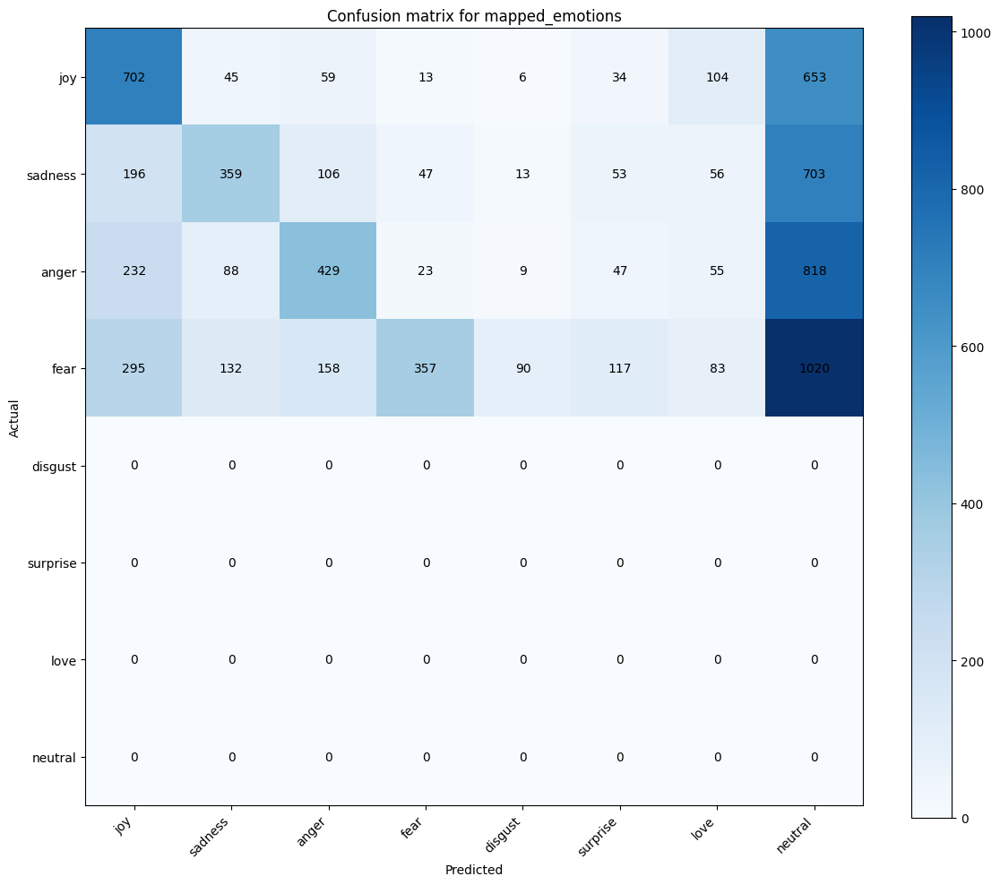 Confusion matrix for mapped_emotions
joy 702 45 59 13 6 34 104 653
sadness 196 359 106 47 13 53 56 703
anger 232 88 429 23 9 47 55 818
fear 295 132 158 357 90 117 83 1020
disgust 0 0 0 0 0 0 0 0
surprise 0 0 0 0 0 0 0 0
love 0 0 0 0 0 0 0 0
neutral 0 0 0 0 0 0 0 0
joy sadness anger fear disgust surprise love neutral
Predicted
Actual
1000
800
600
400
200
0